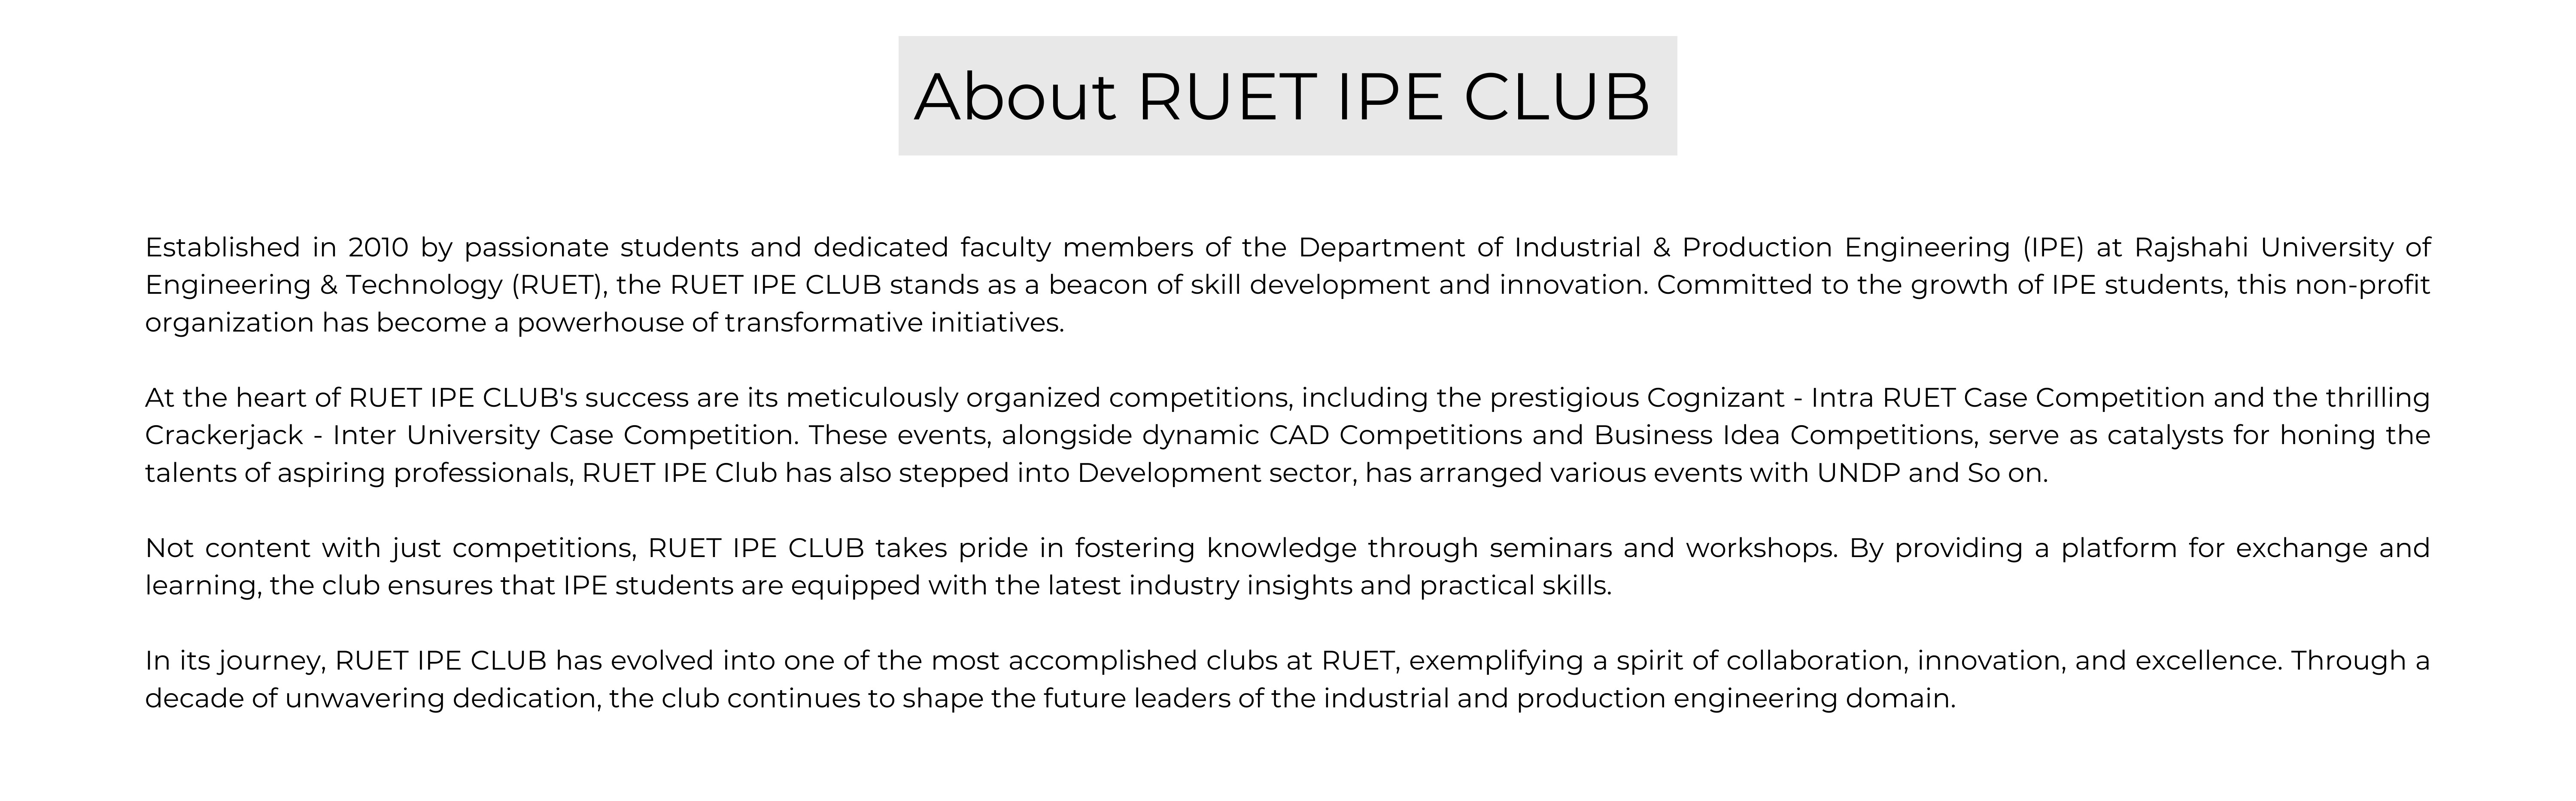 About RUET IPE CLUB
Established in 2010 by passionate students and dedicated faculty members of the Department of Industrial & Production Engineering (IPE) at Rajshahi University of
Engineering & Technology (RUET), the RUET IPE CLUB stands as a beacon of skill development and innovation. Committed to the growth of IPE students, this non-profit
organization has become a powerhouse of transformative initiatives.
At the heart of RUET IPE CLUB's success are its meticulously organized competitions, including the prestigious Cognizant - Intra RUET Case Competition and the thrilling
Crackerjack - Inter University Case Competition. These events, alongside dynamic CAD Competitions and Business Idea Competitions, serve as catalysts for honing the
talents of aspiring professionals, RUET IPE Club has also stepped into Development sector, has arranged various events with UNDP and So on.
Not content with just competitions, RUET IPE CLUB takes pride in fostering knowledge through seminars and workshops. By providing a platform for exchange and
learning, the club ensures that IPE students are equipped with the latest industry insights and practical skills.
In its journey, RUET IPE CLUB has evolved into one of the most accomplished clubs at RUET, exemplifying a spirit of collaboration, innovation, and excellence. Through a
decade of unwavering dedication, the club continues to shape the future leaders of the industrial and production engineering domain.